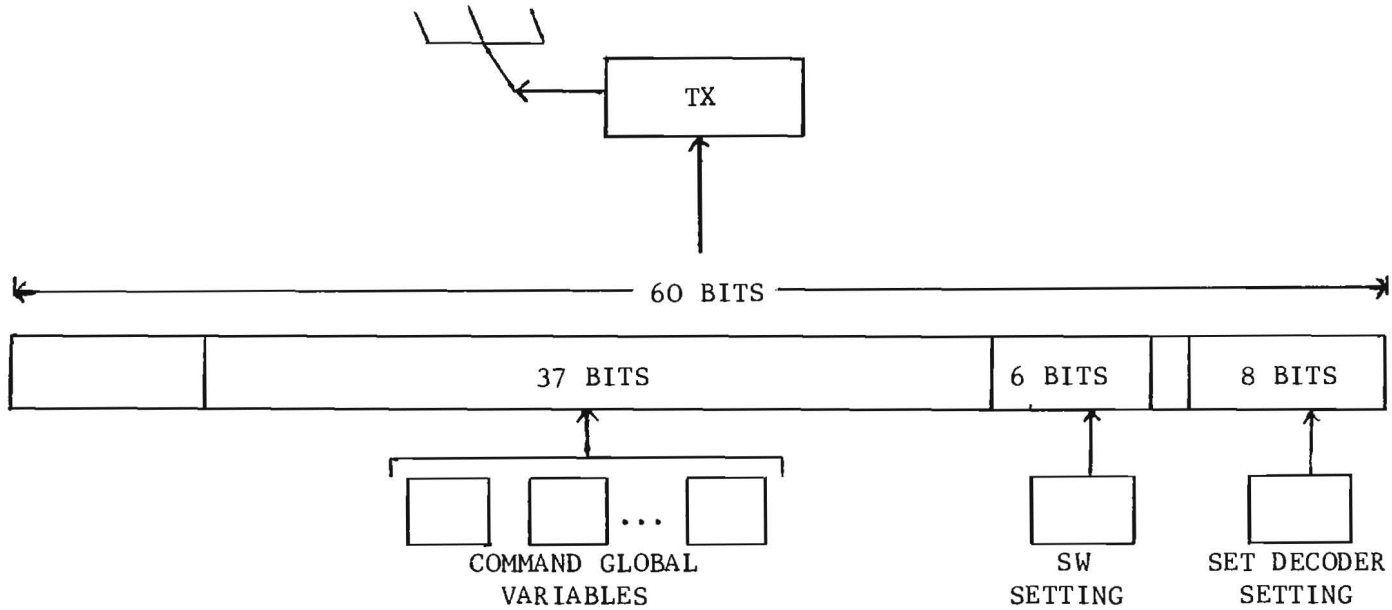 TX
60 BITS
37 BITS
6 BITS
8 BITS
...
COMMAND GLOBAL
VARIABLES
SW
SETTING
SET DECODER
SETTING